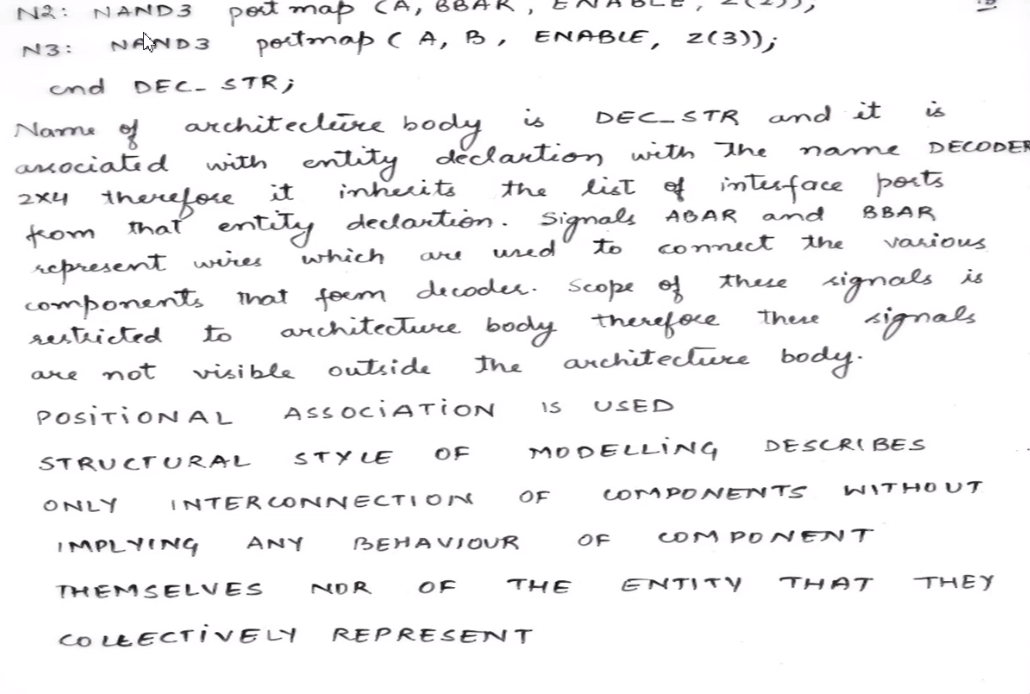 N2: NAND3 port map (A, BBAR, ENABLE, Z(2));
N3: NAND3 portmap ( A, B, ENABLE, Z(3));
end DEC_STR;
Name of architecture body is DEC_STR and it is
associated with entity declartion with the name DECODER
2x4 therefore it inherits the list of interface ports
from that entity declartion. Signals ABAR and BBAR
represent wires which are used to connect the various
components that form decoder. Scope of these signals is
restricted to architecture body therefore these signals
are not visible outside the architecture body.
POSITIONAL ASSOCIATION IS USED
STRUCTURAL STYLE OF MODELLING DESCRIBES
ONLY INTERCONNECTION OF COMPONENTS WITHOUT
IMPLYING ANY BEHAVIOUR OF COMPONENT
THEMSELVES NOR OF THE ENTITY THAT THEY
COLLECTIVELY REPRESENT